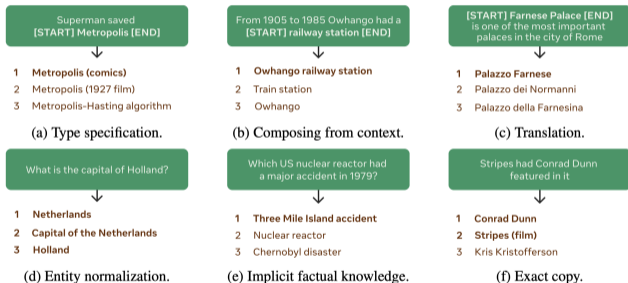 Superman saved
[START] Metropolis [END]
1 Metropolis (comics)
2 Metropolis (1927 film)
3 Metropolis-Hasting algorithm
(a) Type specification.
From 1905 to 1985 Owhango had a
[START] railway station [END]
1 Owhango railway station
2 Train station
3 Owhango
(b) Composing from context.
[START] Farnese Palace [END]
is one of the most important
palaces in the city of Rome
1 Palazzo Farnese
2 Palazzo dei Normanni
3 Palazzo della Farnesina
(c) Translation.
What is the capital of Holland?
1 Netherlands
2 Capital of the Netherlands
3 Holland
(d) Entity normalization.
Which US nuclear reactor had
a major accident in 1979?
1 Three Mile Island accident
2 Nuclear reactor
3 Chernobyl disaster
(e) Implicit factual knowledge.
Stripes had Conrad Dunn
featured in it
1 Conrad Dunn
2 Stripes (film)
3 Kris Kristofferson
(f) Exact copy.